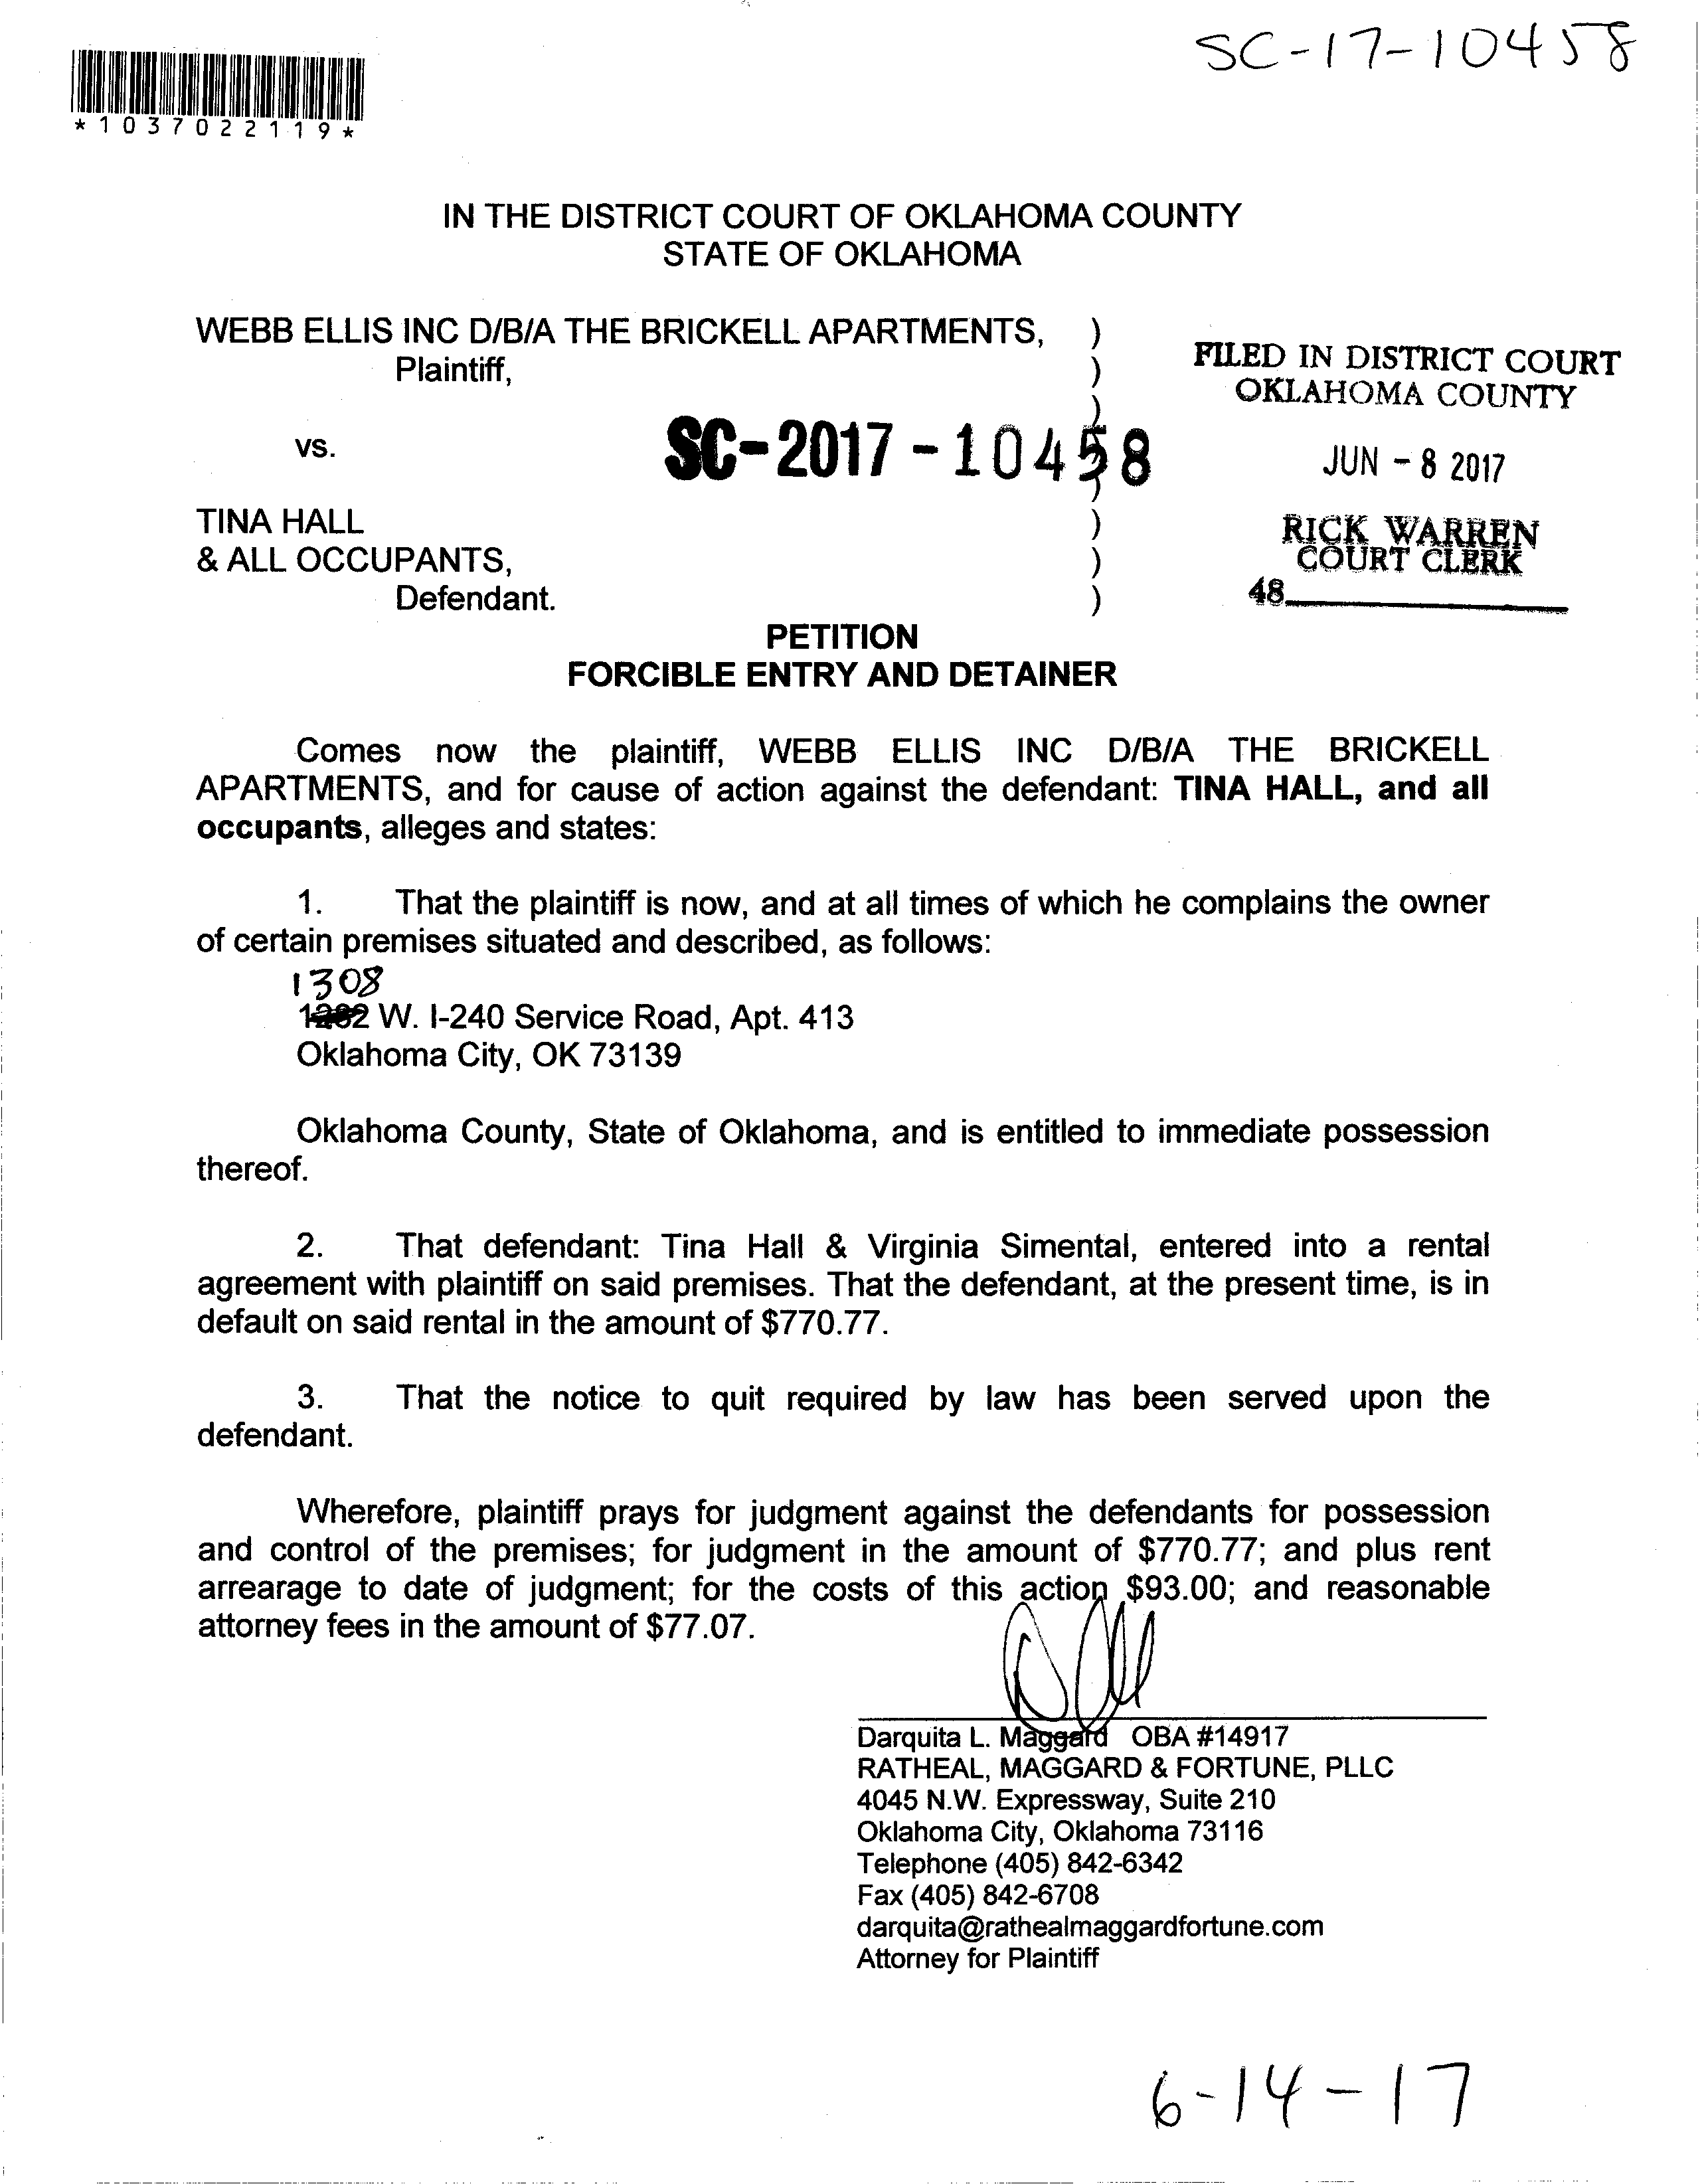 SC-17-10458
*1037022119*
IN THE DISTRICT COURT OF OKLAHOMA COUNTY
STATE OF OKLAHOMA
WEBB ELLIS INC D/B/A THE BRICKELL APARTMENTS, )
Plaintiff, )
)
vs. SC-2017-10458
)
TINA HALL )
& ALL OCCUPANTS, )
Defendant. )
FILED IN DISTRICT COURT
OKLAHOMA COUNTY
JUN - 8 2017
RICK WARREN
COURT CLERK
48
PETITION
FORCIBLE ENTRY AND DETAINER
Comes now the plaintiff, WEBB ELLIS INC D/B/A THE BRICKELL
APARTMENTS, and for cause of action against the defendant: TINA HALL, and all
occupants, alleges and states:
1. That the plaintiff is now, and at all times of which he complains the owner
of certain premises situated and described, as follows:
1308
W. I-240 Service Road, Apt. 413
Oklahoma City, OK 73139
Oklahoma County, State of Oklahoma, and is entitled to immediate possession
thereof.
2. That defendant: Tina Hall & Virginia Simental, entered into a rental
agreement with plaintiff on said premises. That the defendant, at the present time, is in
default on said rental in the amount of $770.77.
3. That the notice to quit required by law has been served upon the
defendant.
Wherefore, plaintiff prays for judgment against the defendants for possession
and control of the premises; for judgment in the amount of $770.77; and plus rent
arrearage to date of judgment; for the costs of this action $93.00; and reasonable
attorney fees in the amount of $77.07.
Darquita L. Maggard OBA #14917
RATHEAL, MAGGARD & FORTUNE, PLLC
4045 N.W. Expressway, Suite 210
Oklahoma City, Oklahoma 73116
Telephone (405) 842-6342
Fax (405) 842-6708
darquita@rathealmaggardfortune.com
Attorney for Plaintiff
6-14-17